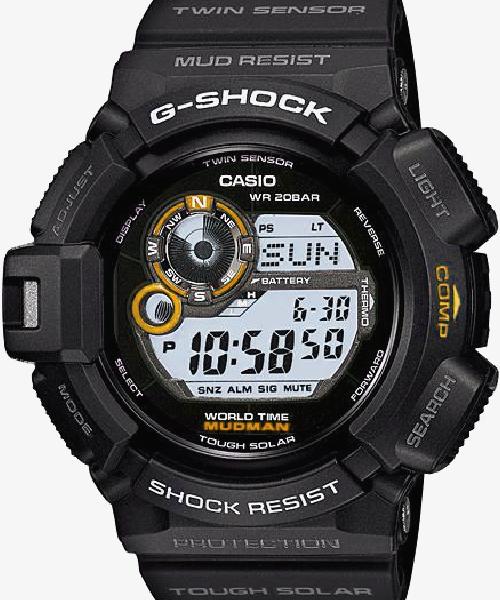 TWIN SENSOR
MUD RESIST
G-SHOCK
TWIN SENSOR
CASIO
WR 20BAR
ADJUST
DISPLAY
REVERSE
LIGHT
N
NW
NE
W
E
SW
SE
S
PS LT
SUN
BATTERY
H
6-30
P 10:58 50
SNZ ALM SIG MUTE
THERMO
COMP
SELECT
FORWARD
MODE
SEARCH
WORLD TIME
MUDMAN
TOUGH SOLAR
SHOCK RESIST
PROTECTION
TOUGH SOLAR